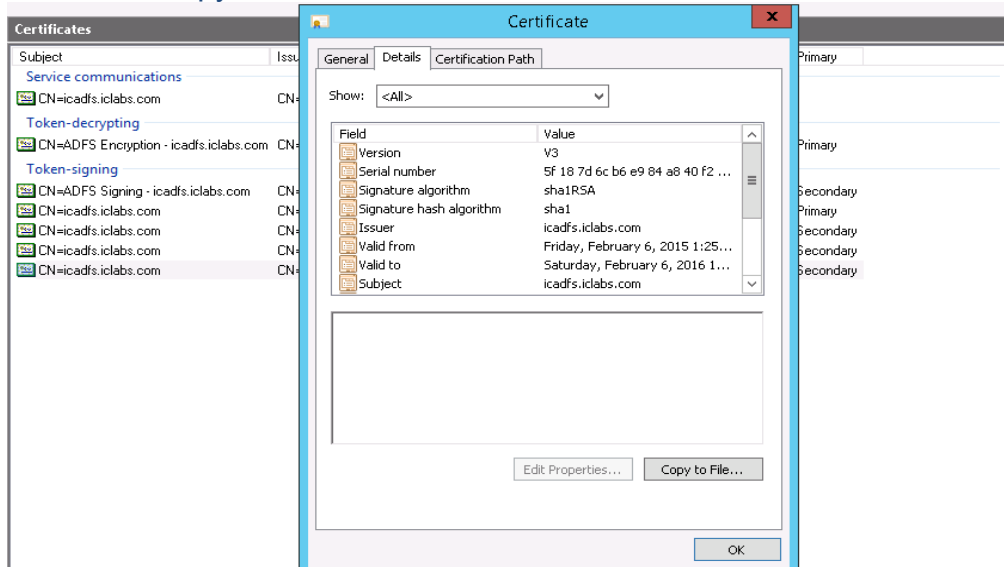 Certificates
Subject Issu Primary
Service communications
CN=icadfs.iclabs.com CN=
Token-decrypting
CN=ADFS Encryption - icadfs.iclabs.com CN= Primary
Token-signing
CN=ADFS Signing - icadfs.iclabs.com CN= Secondary
CN=icadfs.iclabs.com CN= Primary
CN=icadfs.iclabs.com CN= Secondary
CN=icadfs.iclabs.com CN= Secondary
CN=icadfs.iclabs.com CN= Secondary
Certificate
x
General Details Certification Path
Show: <All>
Field Value
Version V3
Serial number 5f 18 7d 6c b6 e9 84 a8 40 f2 ...
Signature algorithm sha1RSA
Signature hash algorithm sha1
Issuer icadfs.iclabs.com
Valid from Friday, February 6, 2015 1:25...
Valid to Saturday, February 6, 2016 1...
Subject icadfs.iclabs.com
Edit Properties... Copy to File...
OK